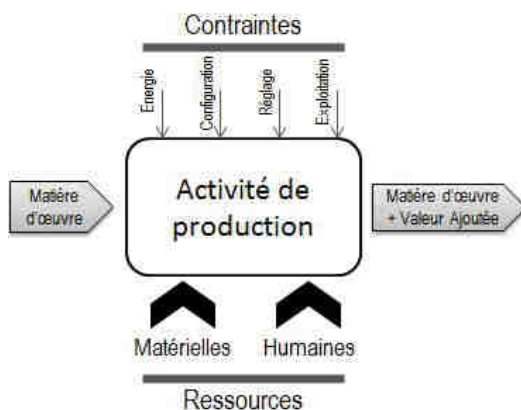 Contraintes
Energie
Configuration
Réglage
Exploitation
Matière
d'œuvre
Activité de
production
Matière d'œuvre
+ Valeur Ajoutée
Matérielles
Humaines
Ressources